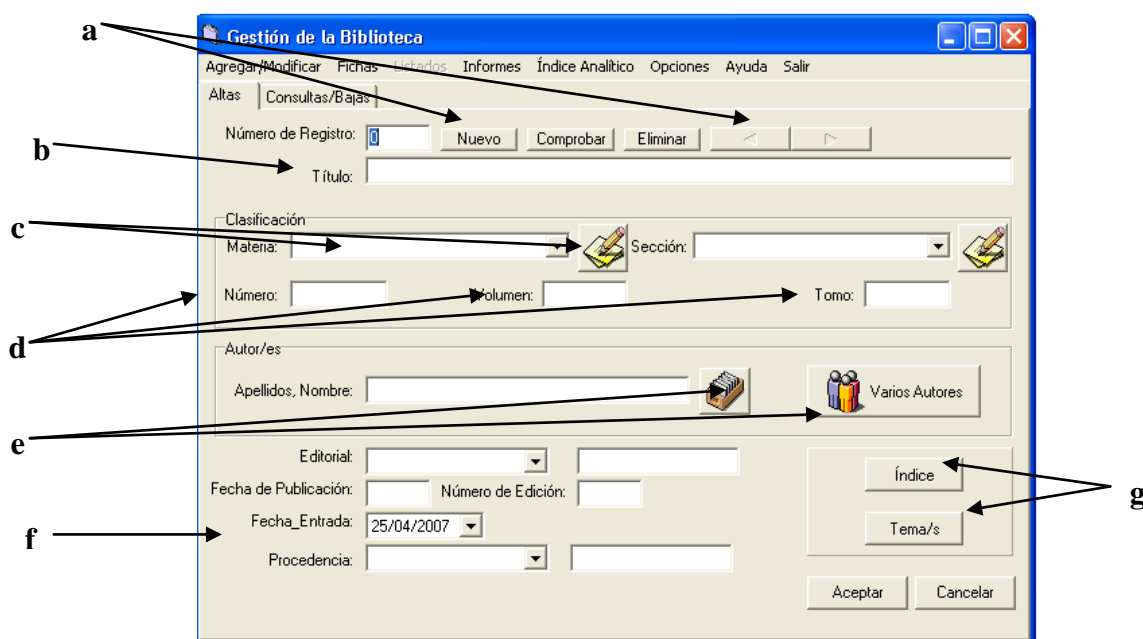 a
Gestión de la Biblioteca
Agregar/Modificar Fichas Listados Informes Índice Analítico Opciones Ayuda Salir
Altas Consultas/Bajas
Número de Registro: 0 Nuevo Comprobar Eliminar
b
Título:
Clasificación
c
Materia: Sección:
Número: Volumen: Tomo:
d
Autor/es
Apellidos, Nombre: Varios Autores
e
Editorial:
Índice
Fecha de Publicación: Número de Edición:
g
Fecha_Entrada: 25/04/2007
Tema/s
f
Procedencia:
Aceptar Cancelar